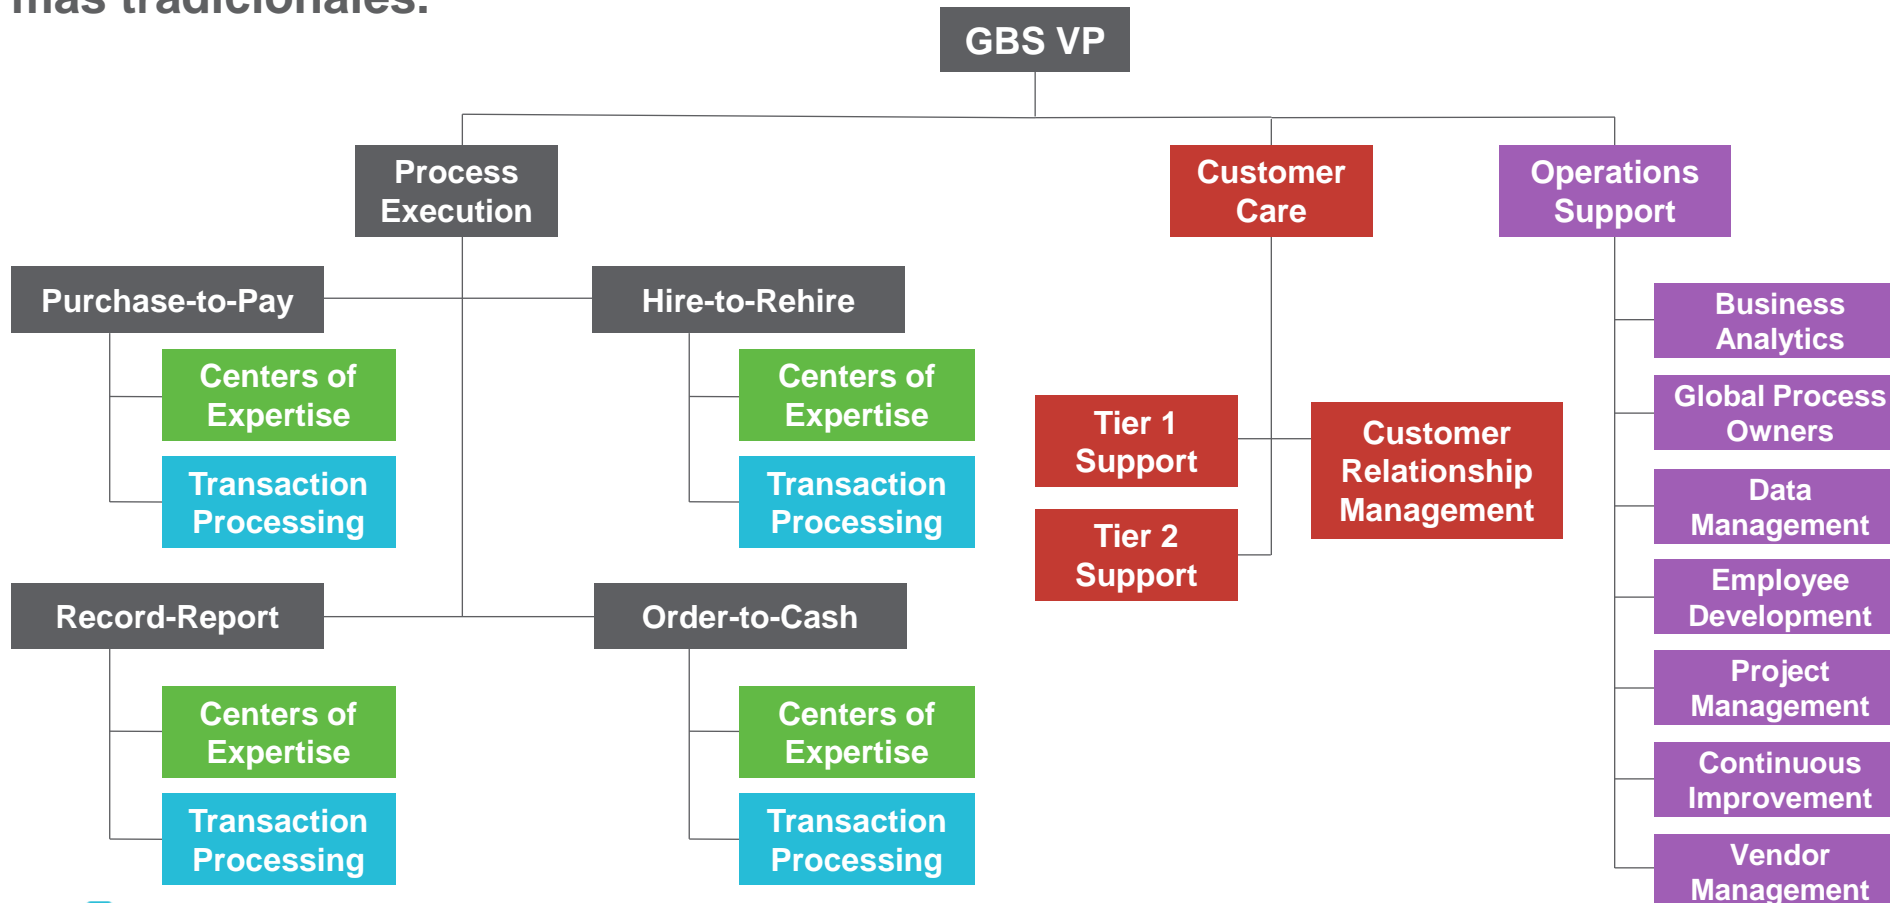 más tradicionales.
GBS VP
Process
Execution
Customer
Care
Operations
Support
Purchase-to-Pay
Hire-to-Rehire
Centers of
Expertise
Transaction
Processing
Centers of
Expertise
Transaction
Processing
Record-Report
Order-to-Cash
Centers of
Expertise
Transaction
Processing
Centers of
Expertise
Transaction
Processing
Tier 1
Support
Tier 2
Support
Customer
Relationship
Management
Business
Analytics
Global Process
Owners
Data
Management
Employee
Development
Project
Management
Continuous
Improvement
Vendor
Management